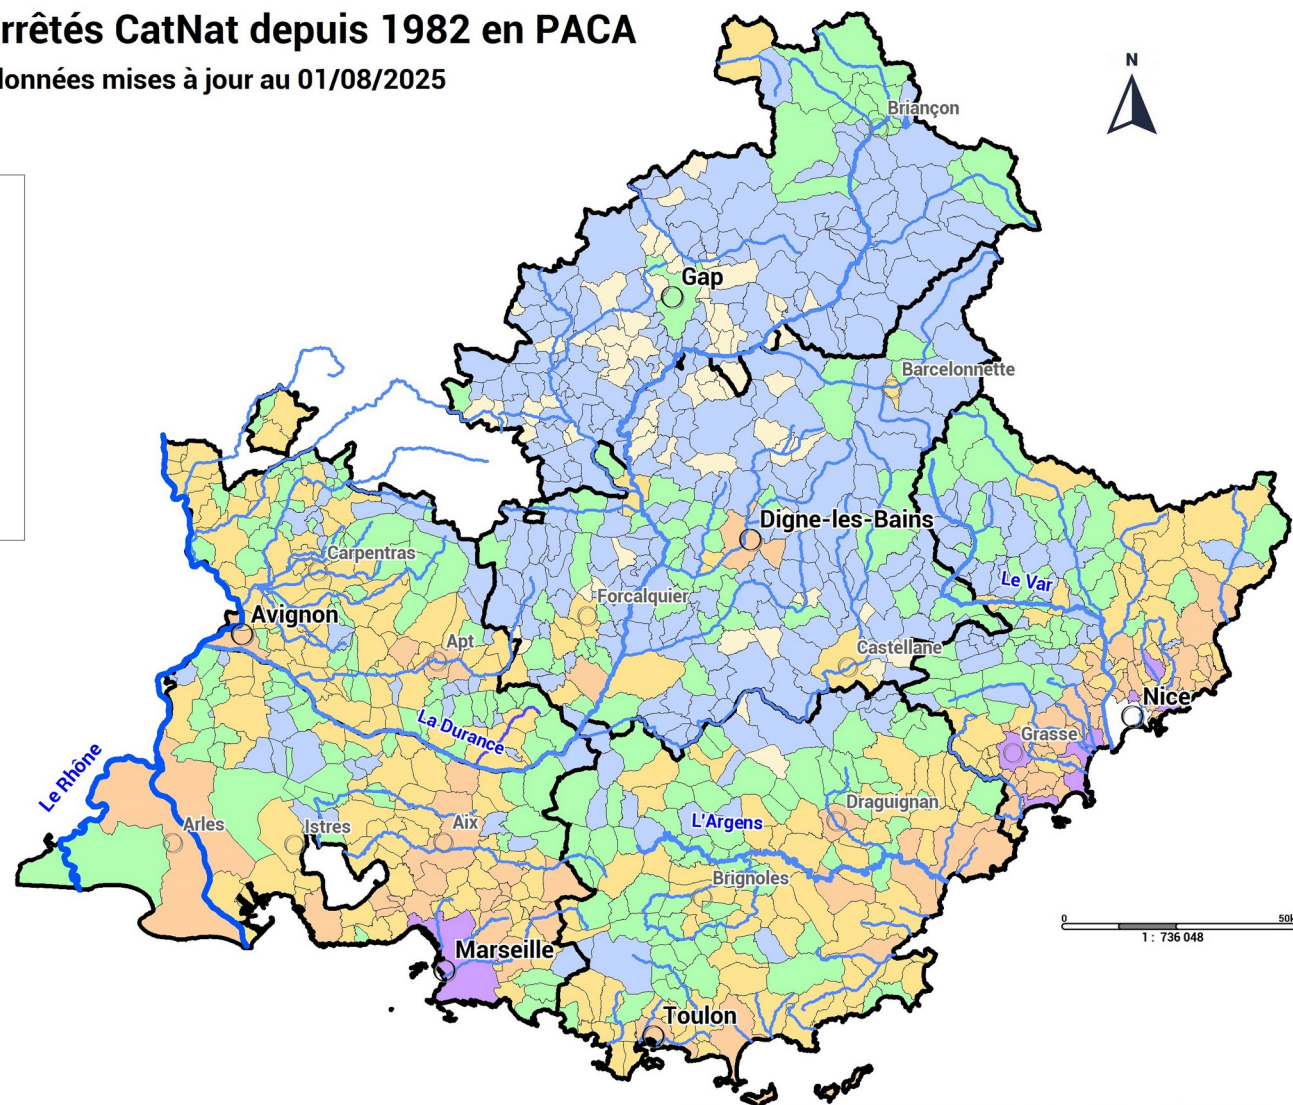 rrêtés CatNat depuis 1982 en PACA
données mises à jour au 01/08/2025
N
Briançon
Gap
Barcelonnette
Digne-les-Bains
Carpentras
Le Var
Forcalquier
Avignon
Apt
Castellane
Nice
La Durance
Grasse
Le Rhône
Draguignan
L'Argens
Arles
Istres
Aix
Brignoles
0 50k
1 : 736 048
Marseille
Toulon